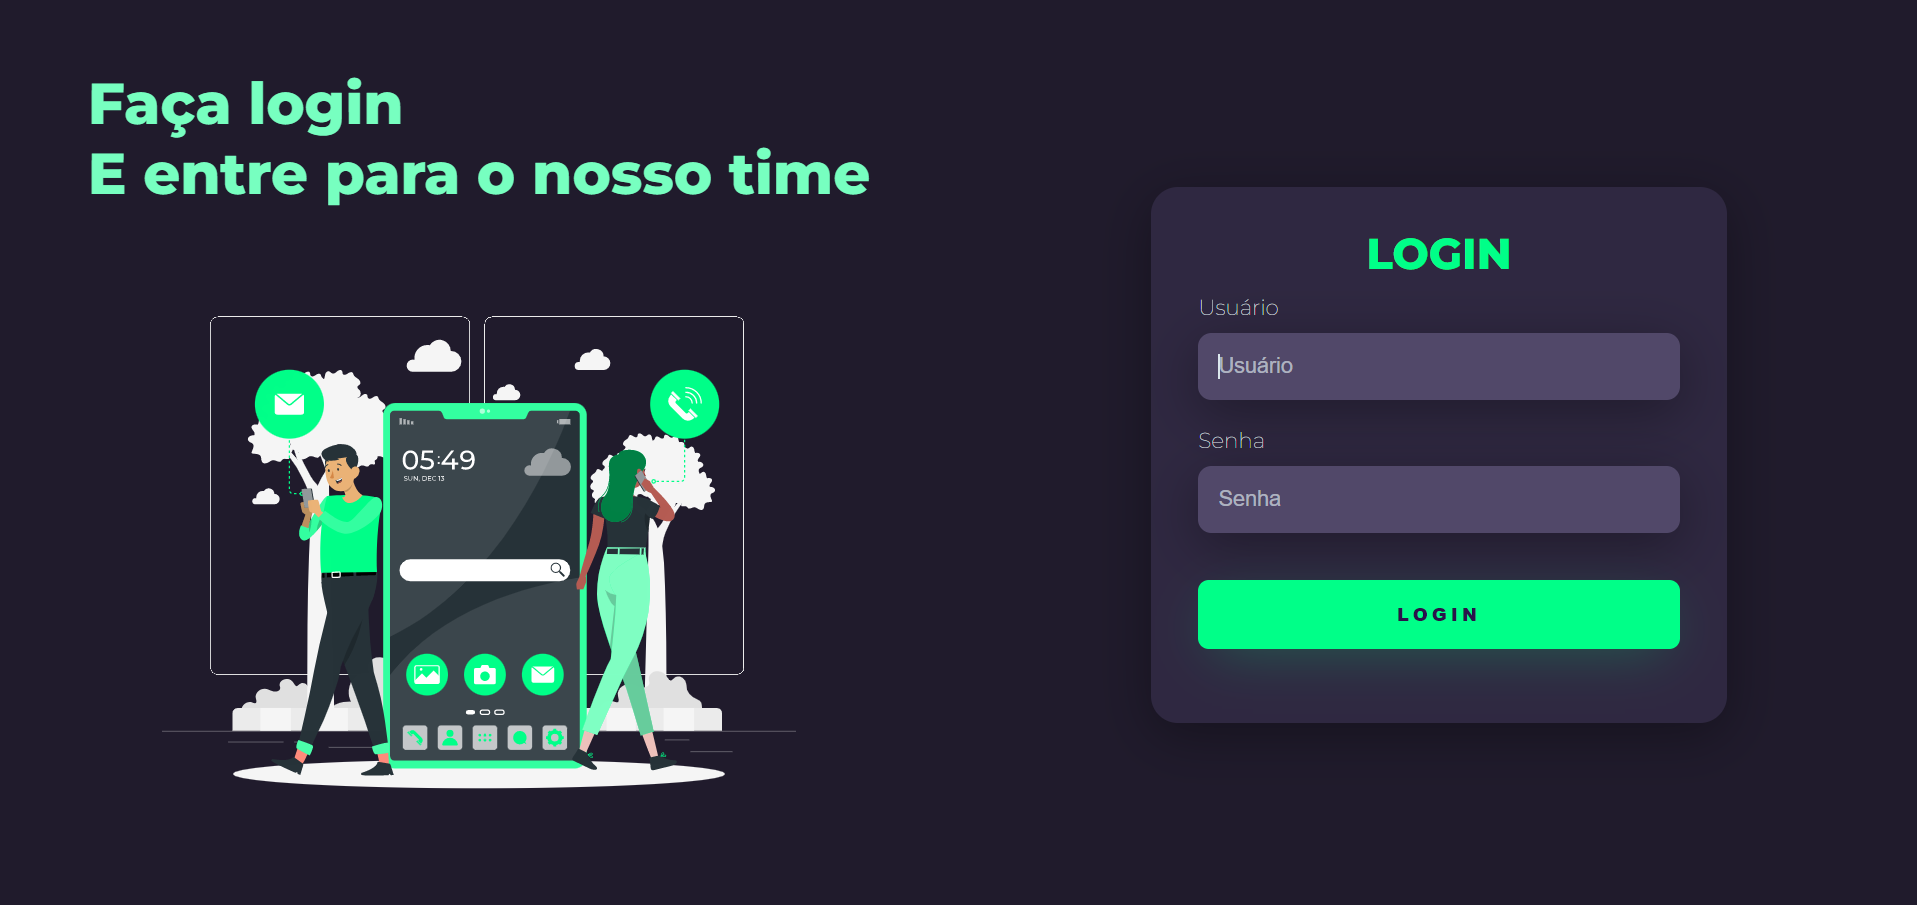 Faça login
E entre para o nosso time
05:49
SUN, DEC 13
LOGIN
Usuário
Usuário
Senha
Senha
LOGIN